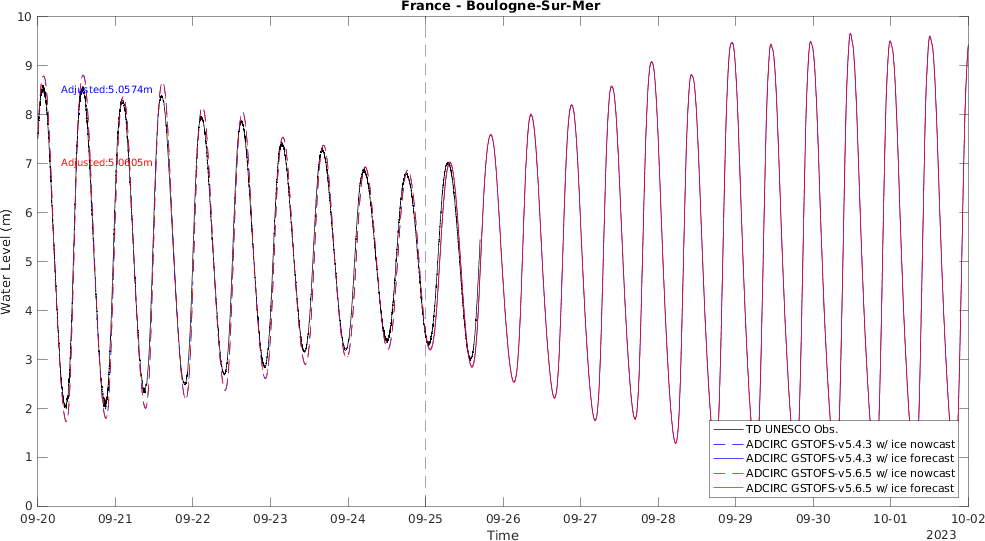 France - Boulogne-Sur-Mer
10
9
8
7
6
5
4
3
2
1
0
Water Level (m)
Adjusted:5.0574m
Adjusted:5.0605m
TD UNESCO Obs.
ADCIRC GSTOFS-v5.4.3 w/ ice nowcast
ADCIRC GSTOFS-v5.4.3 w/ ice forecast
ADCIRC GSTOFS-v5.6.5 w/ ice nowcast
ADCIRC GSTOFS-v5.6.5 w/ ice forecast
09-20 09-21 09-22 09-23 09-24 09-25 09-26 09-27 09-28 09-29 09-30 10-01 10-02
Time
2023